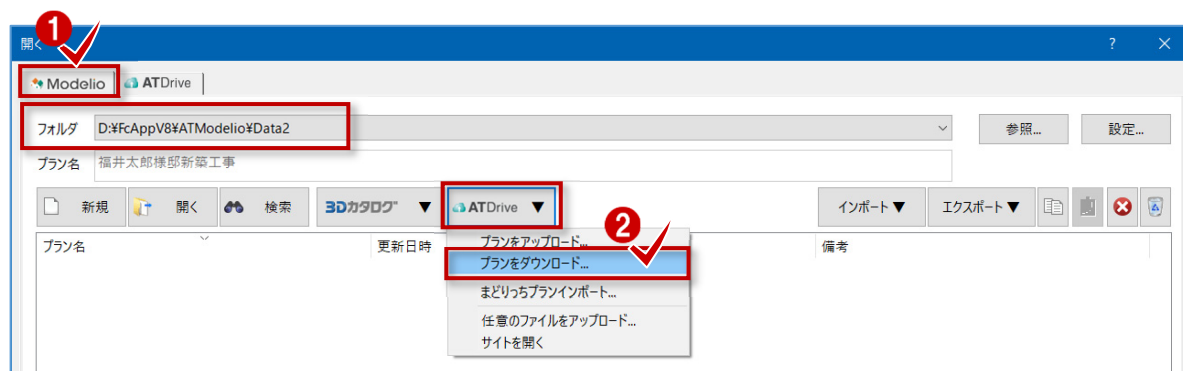 1
開く
?
Modelio ATDrive
フォルダ D:¥FcAppV8¥ATModelio¥Data2 参照... 設定...
プラン名 福井太郎様邸新築工事
新規 開く 検索 3Dカタログ ▼ ATDrive ▼ インポート▼ エクスポート▼
2
プラン名 更新日時 備考
プランをアップロード...
プランをダウンロード...
まどりっちプランインポート...
任意のファイルをアップロード...
サイトを開く